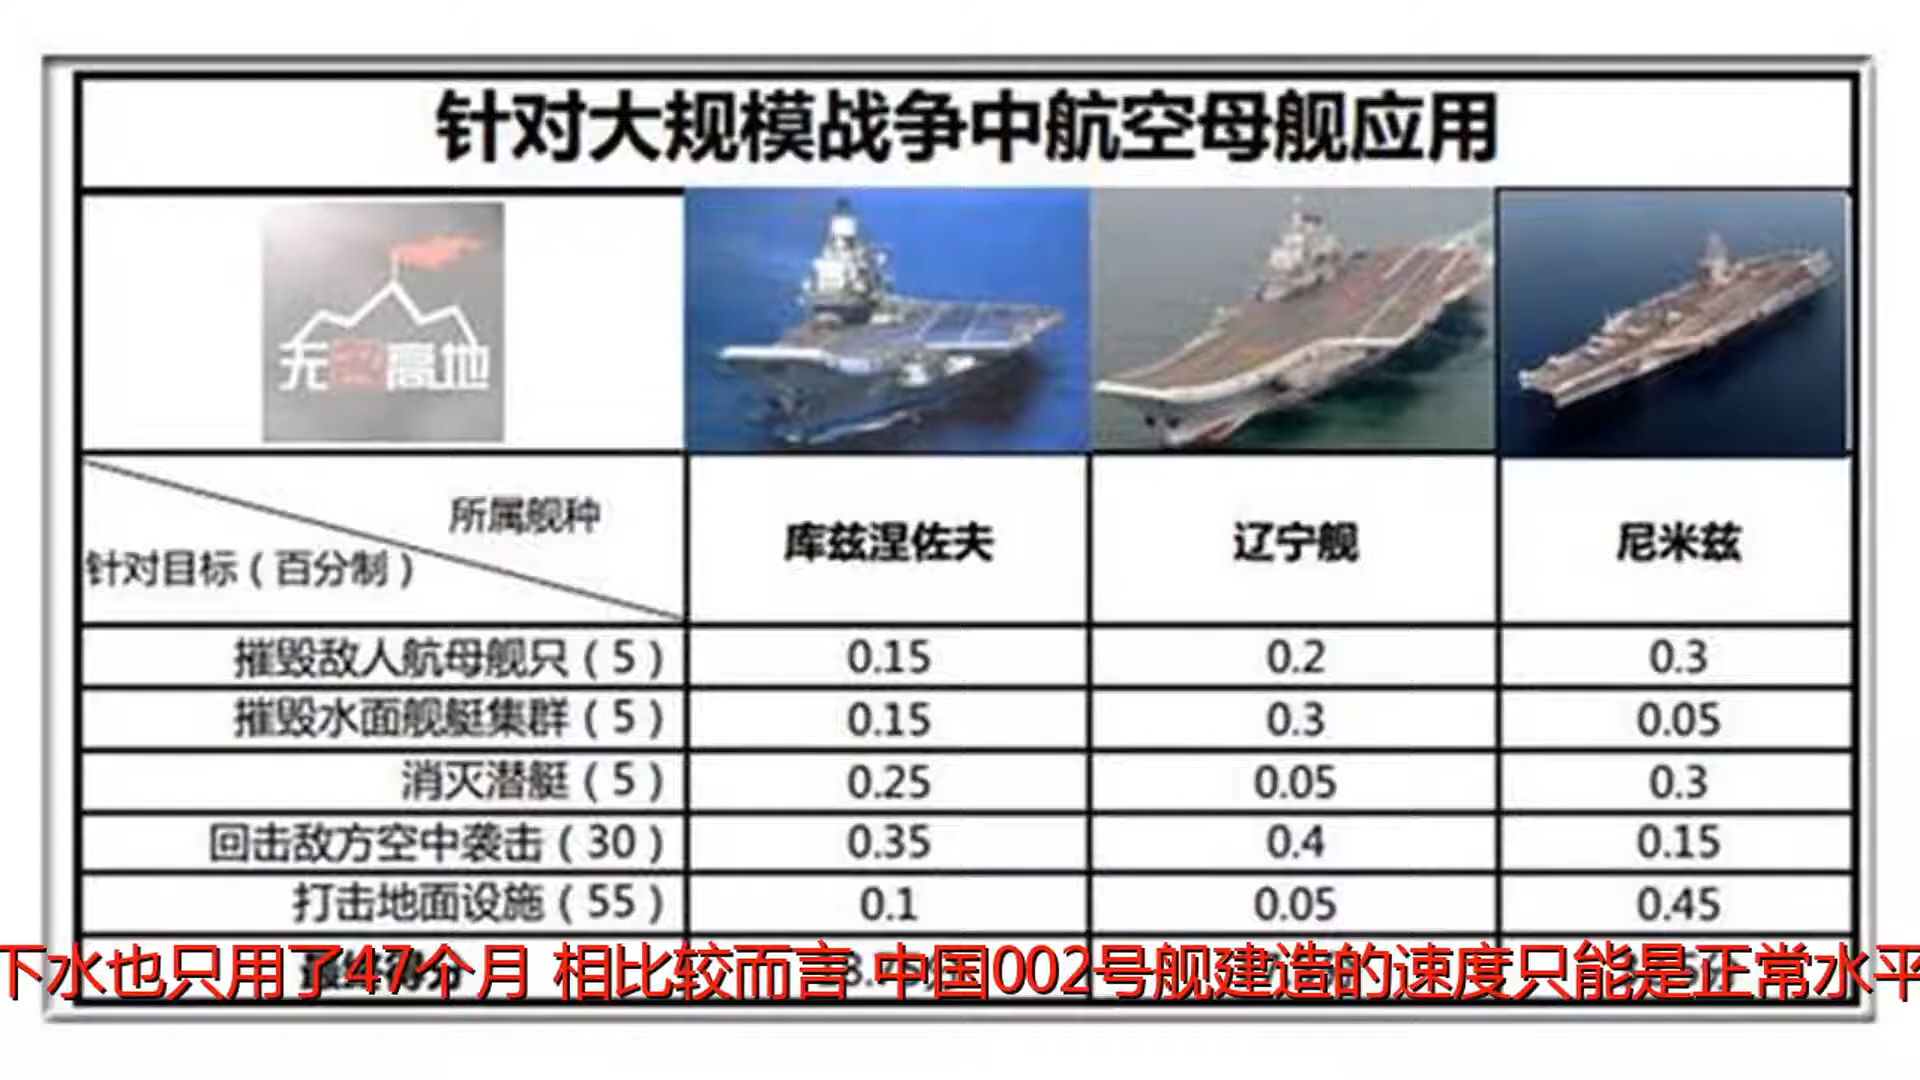 针对大规模战争中航空母舰应用
无名高地
所属舰种
针对目标（百分制）
库兹涅佐夫
辽宁舰
尼米兹
摧毁敌人航母舰只（5） 0.15 0.2 0.3
摧毁水面舰艇集群（5） 0.15 0.3 0.05
消灭潜艇（5） 0.25 0.05 0.3
回击敌方空中袭击（30） 0.35 0.4 0.15
打击地面设施（55） 0.1 0.05 0.45
下水也只用了47个月 相比较而言 中国002号舰建造的速度只能是正常水平